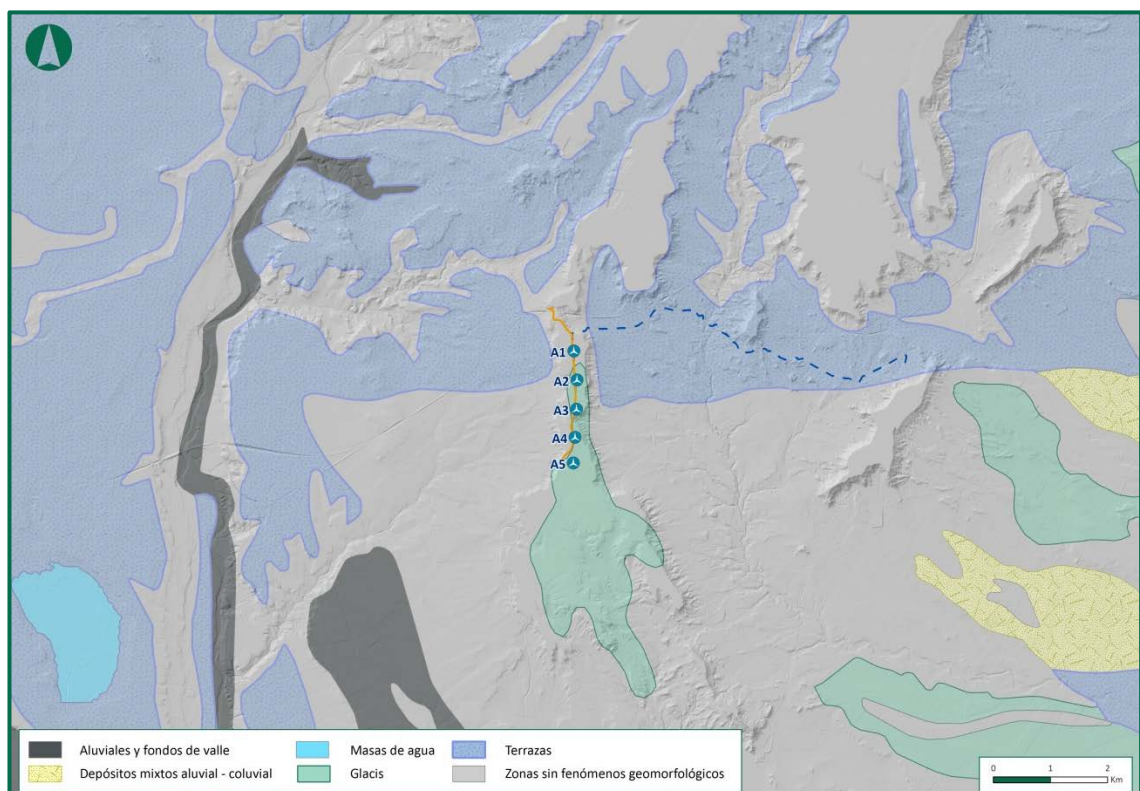 A1
A2
A3
A4
A5
Aluviales y fondos de valle
Masas de agua
Terrazas
Depósitos mixtos aluvial - coluvial
Glacis
Zonas sin fenómenos geomorfológicos
0 1 2
Km